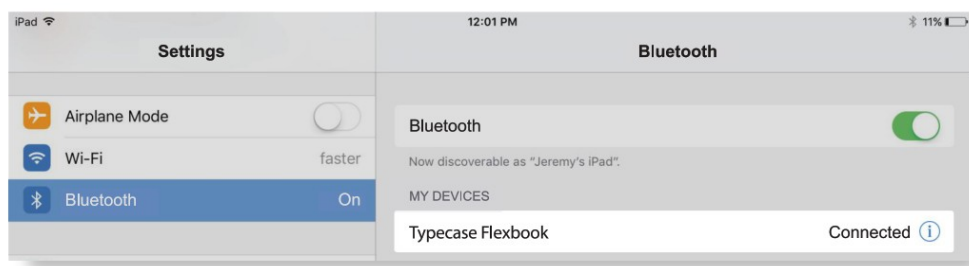 iPad 12:01 PM 11%
Settings Bluetooth
Airplane Mode
Wi-Fi faster
Bluetooth On
Bluetooth
Now discoverable as “Jeremy’s iPad”.
MY DEVICES
Typecase Flexbook Connected